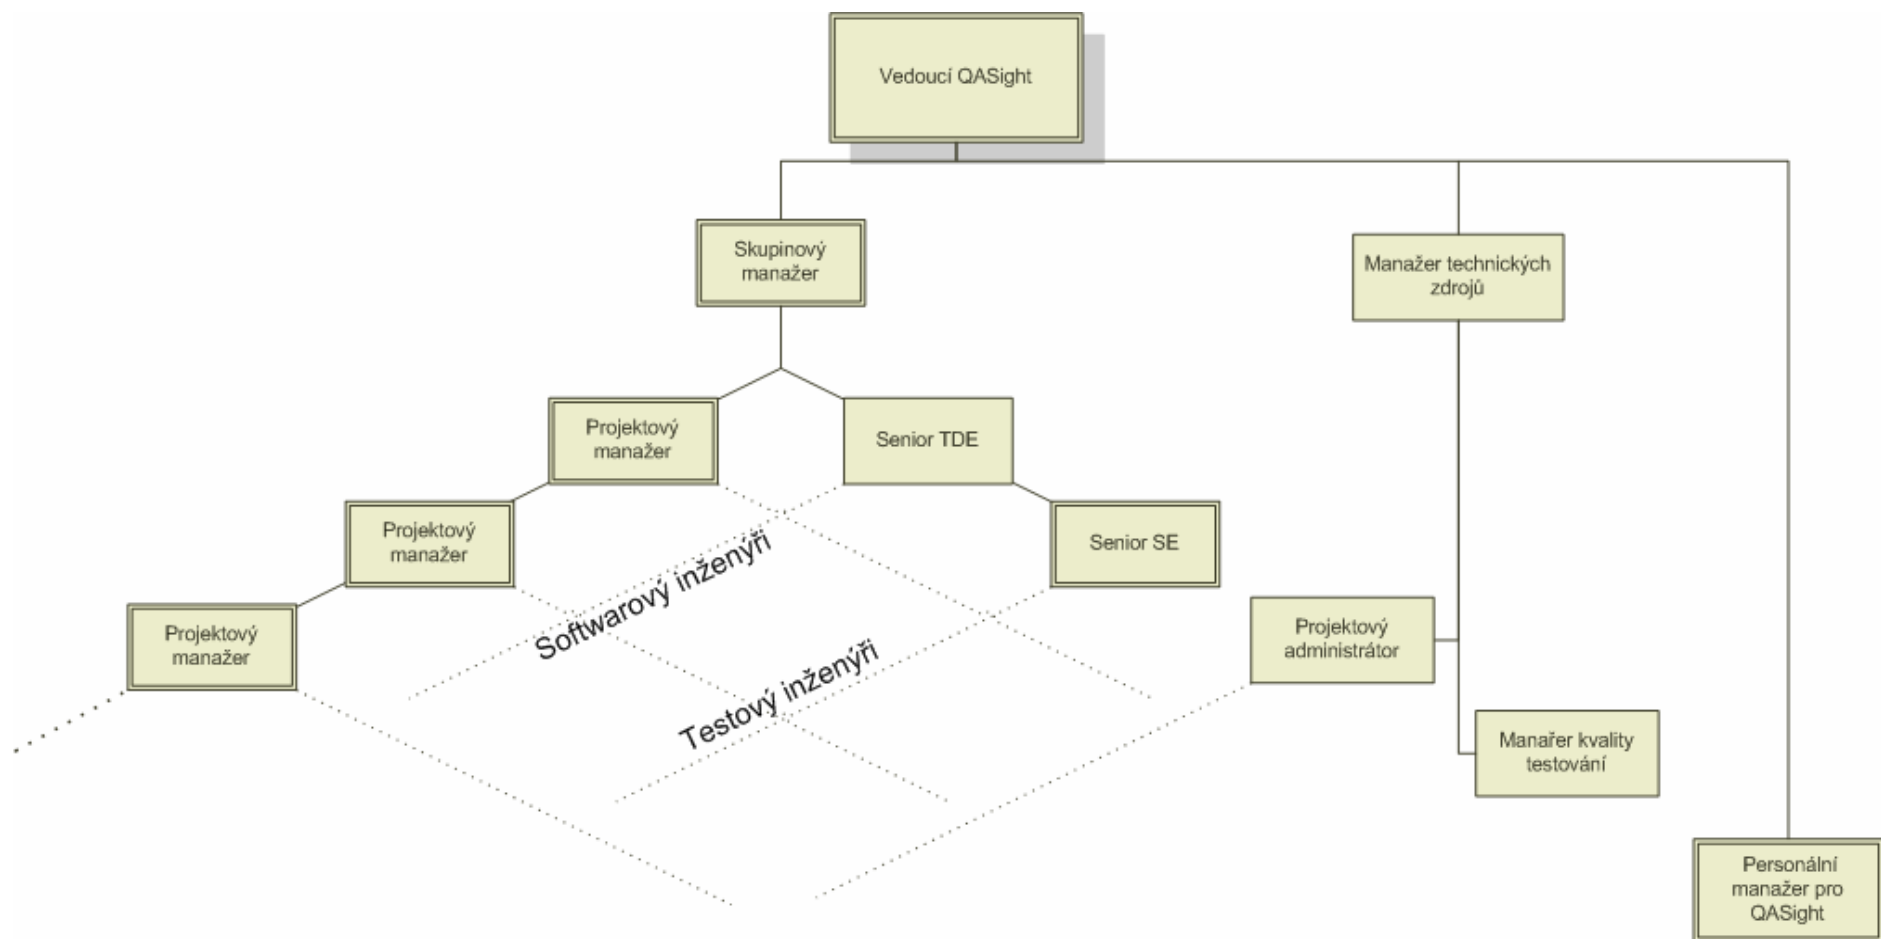 Vedoucí QASight
Skupinový
manažer
Manažer technických
zdrojů
Projektový
manažer
Senior TDE
Projektový
manažer
Senior SE
Softwarový inženýři
Projektový
manažer
Projektový
administrátor
Testový inženýři
Manařer kvality
testování
Personální
manažer pro
QASight